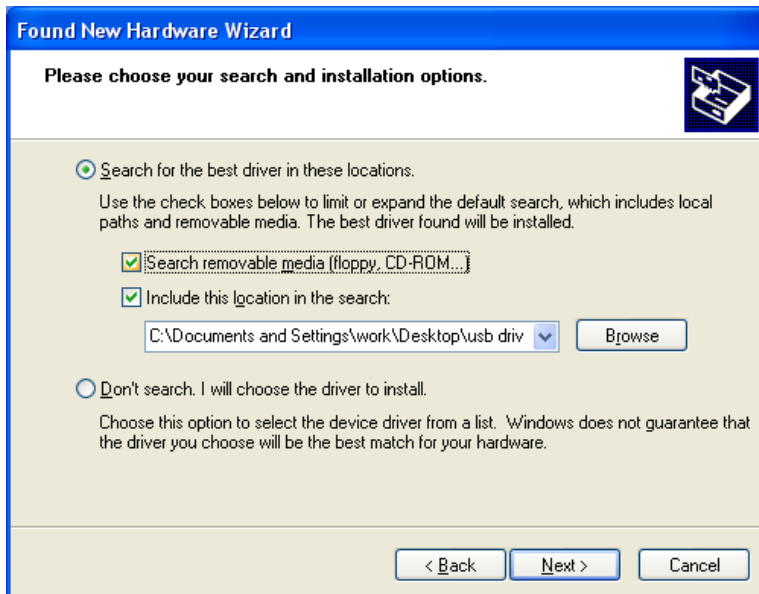 Found New Hardware Wizard
Please choose your search and installation options.
Search for the best driver in these locations.
Use the check boxes below to limit or expand the default search, which includes local
paths and removable media. The best driver found will be installed.
Search removable media (floppy, CD-ROM...)
Include this location in the search:
C:\Documents and Settings\work\Desktop\usb driv
Browse
Don't search. I will choose the driver to install.
Choose this option to select the device driver from a list. Windows does not guarantee that
the driver you choose will be the best match for your hardware.
< Back Next > Cancel